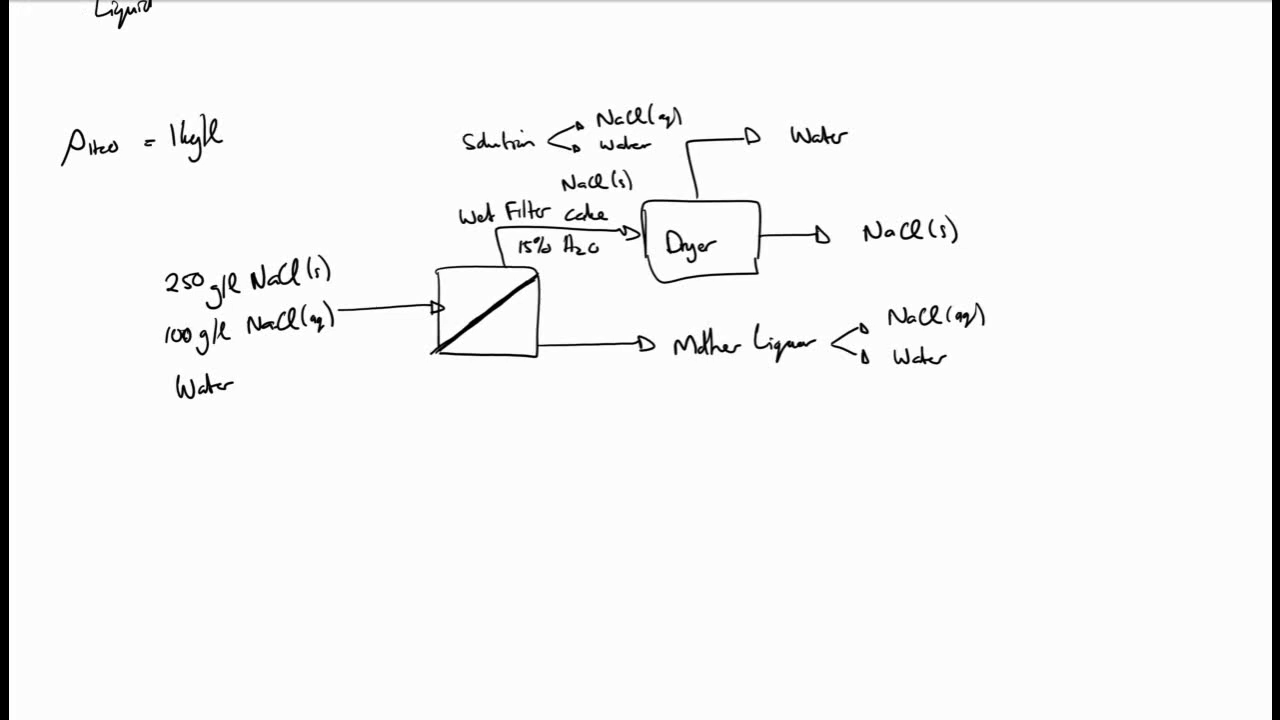 Liquid
ρH2O = 1kg/l
Solution
NaCl(aq)
Water
Water
NaCl(s)
Wet Filter cake
15% H2O
Dryer
NaCl(s)
250 g/l NaCl(s)
100 g/l NaCl(aq)
Water
Mother Liquor
NaCl(aq)
Water